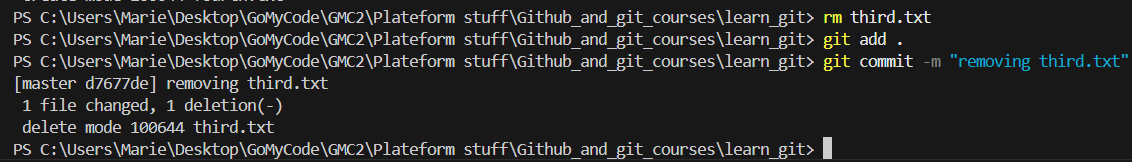 PS C:\Users\Marie\Desktop\GoMyCode\GMC2\Plateform stuff\Github_and_git_courses\learn_git> rm third.txt
PS C:\Users\Marie\Desktop\GoMyCode\GMC2\Plateform stuff\Github_and_git_courses\learn_git> git add .
PS C:\Users\Marie\Desktop\GoMyCode\GMC2\Plateform stuff\Github_and_git_courses\learn_git> git commit -m "removing third.txt"
[master d7677de] removing third.txt
 1 file changed, 1 deletion(-)
 delete mode 100644 third.txt
PS C:\Users\Marie\Desktop\GoMyCode\GMC2\Plateform stuff\Github_and_git_courses\learn_git>